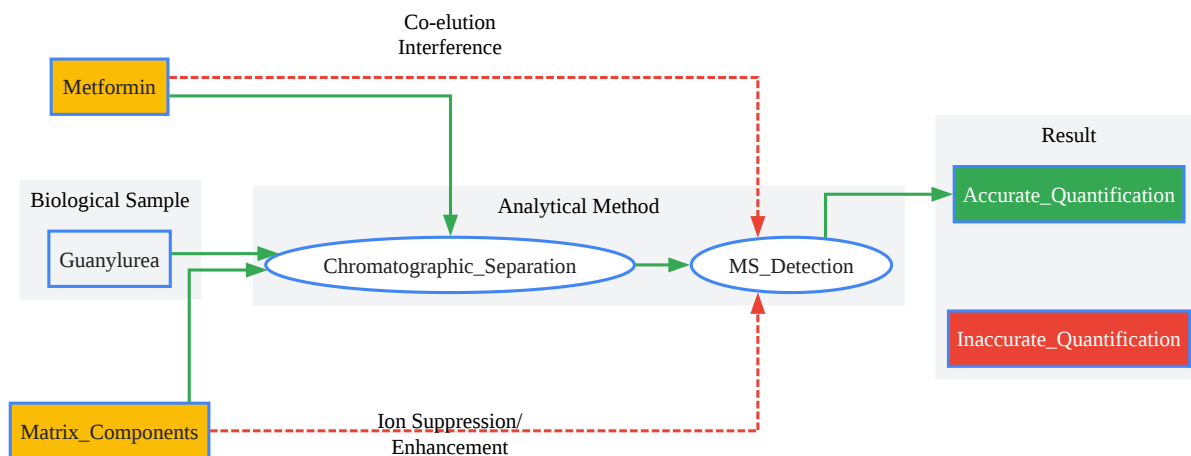 Co-elution
Interference
Metformin
Result
Biological Sample
Analytical Method
Accurate_Quantification
Guanylurea
Chromatographic_Separation
MS_Detection
Inaccurate_Quantification
Matrix_Components
Ion Suppression/
Enhancement